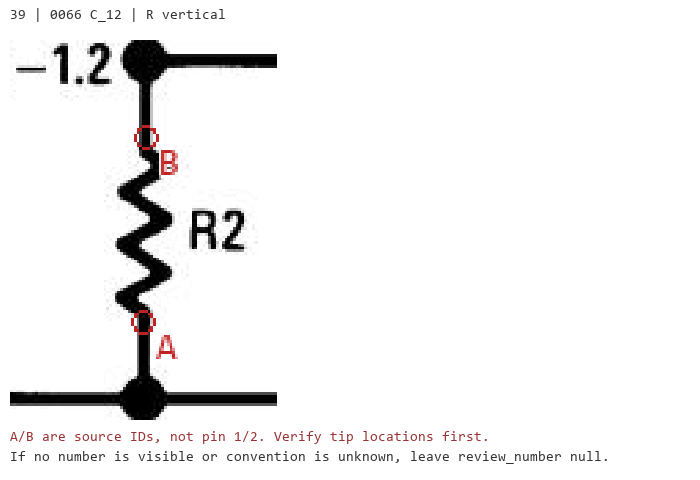 39 | 0066 C_12 | R vertical
−1.2
B
R2
A
A/B are source IDs, not pin 1/2. Verify tip locations first.
If no number is visible or convention is unknown, leave review_number null.